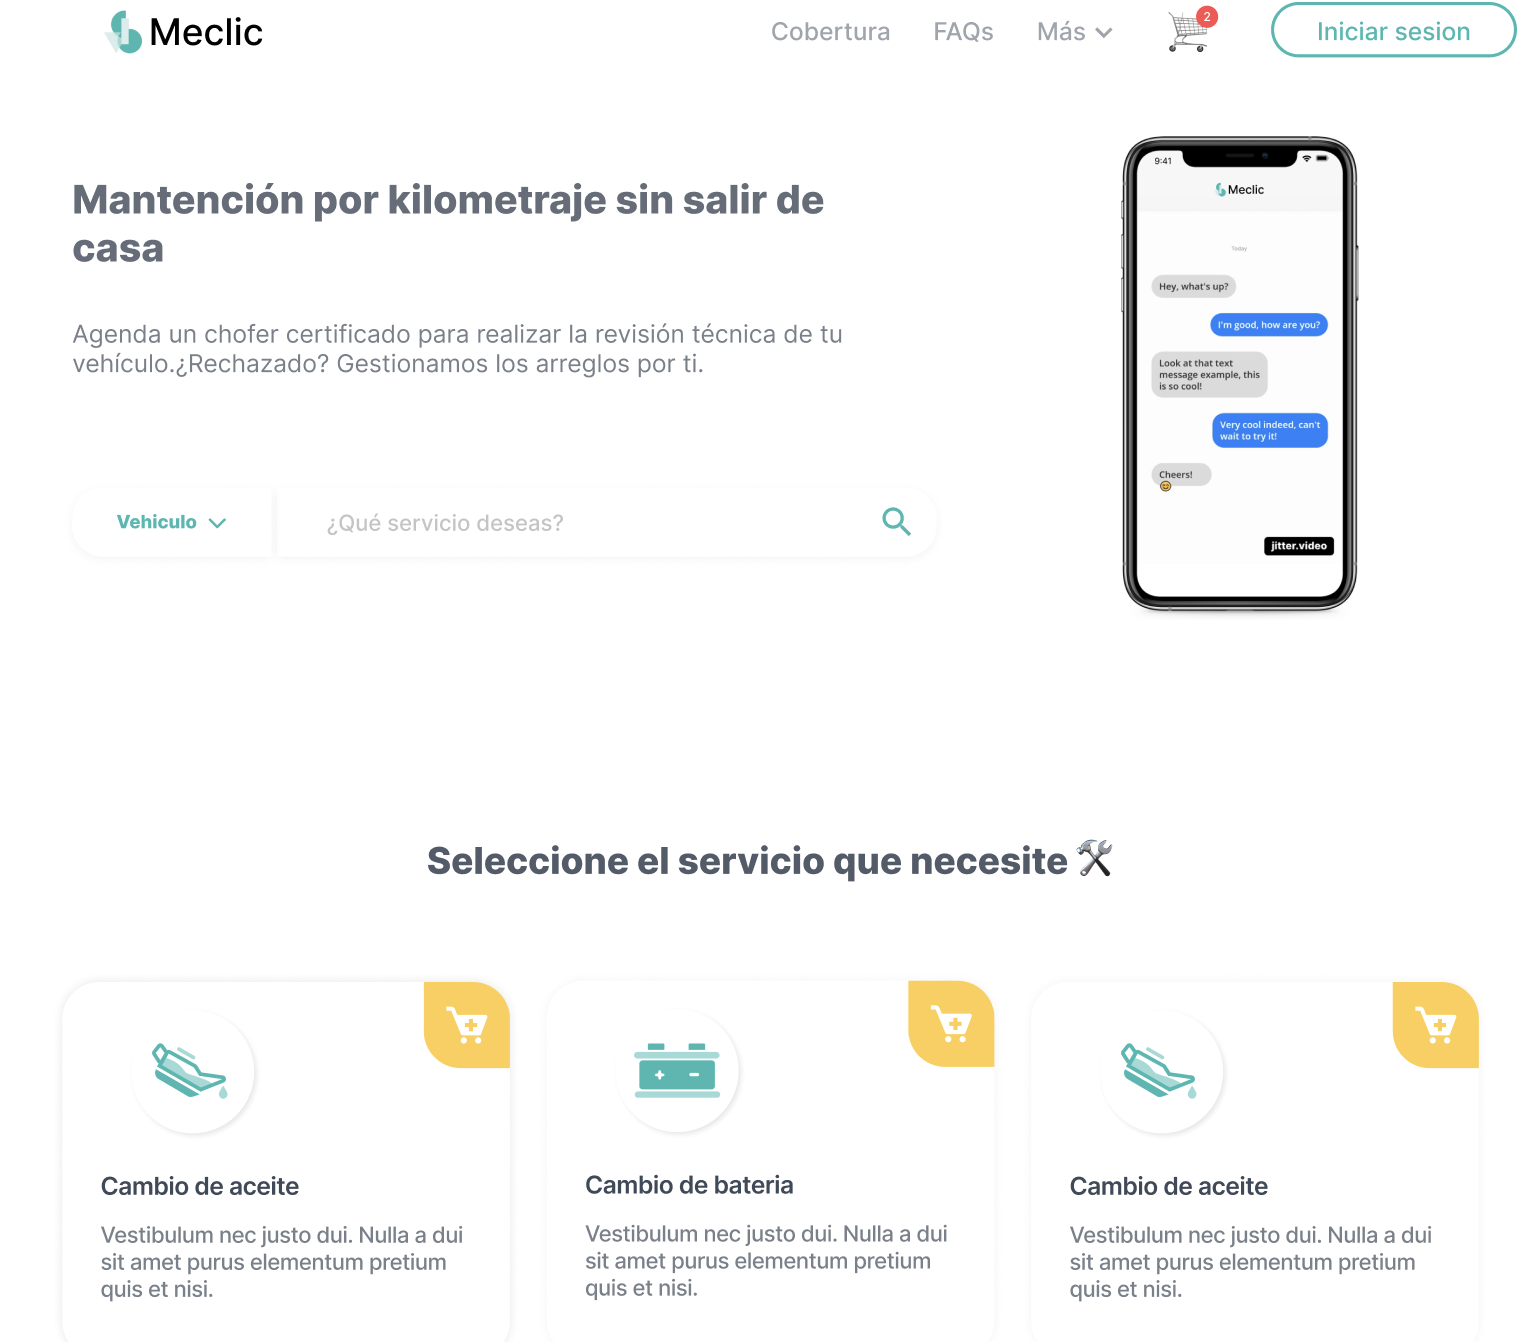 Meclic
Cobertura
FAQs
Más
2
Iniciar sesion
Mantención por kilometraje sin salir de
casa
Agenda un chofer certificado para realizar la revisión técnica de tu
vehículo.¿Rechazado? Gestionamos los arreglos por ti.
Vehiculo
¿Qué servicio deseas?
9:41
Meclic
Today
Hey, what's up?
I'm good, how are you?
Look at that text
message example, this
is so cool!
Very cool indeed, can't
wait to try it!
Cheers!
jitter.video
Seleccione el servicio que necesite
Cambio de aceite
Vestibulum nec justo dui. Nulla a dui
sit amet purus elementum pretium
quis et nisi.
Cambio de bateria
Vestibulum nec justo dui. Nulla a dui
sit amet purus elementum pretium
quis et nisi.
Cambio de aceite
Vestibulum nec justo dui. Nulla a dui
sit amet purus elementum pretium
quis et nisi.